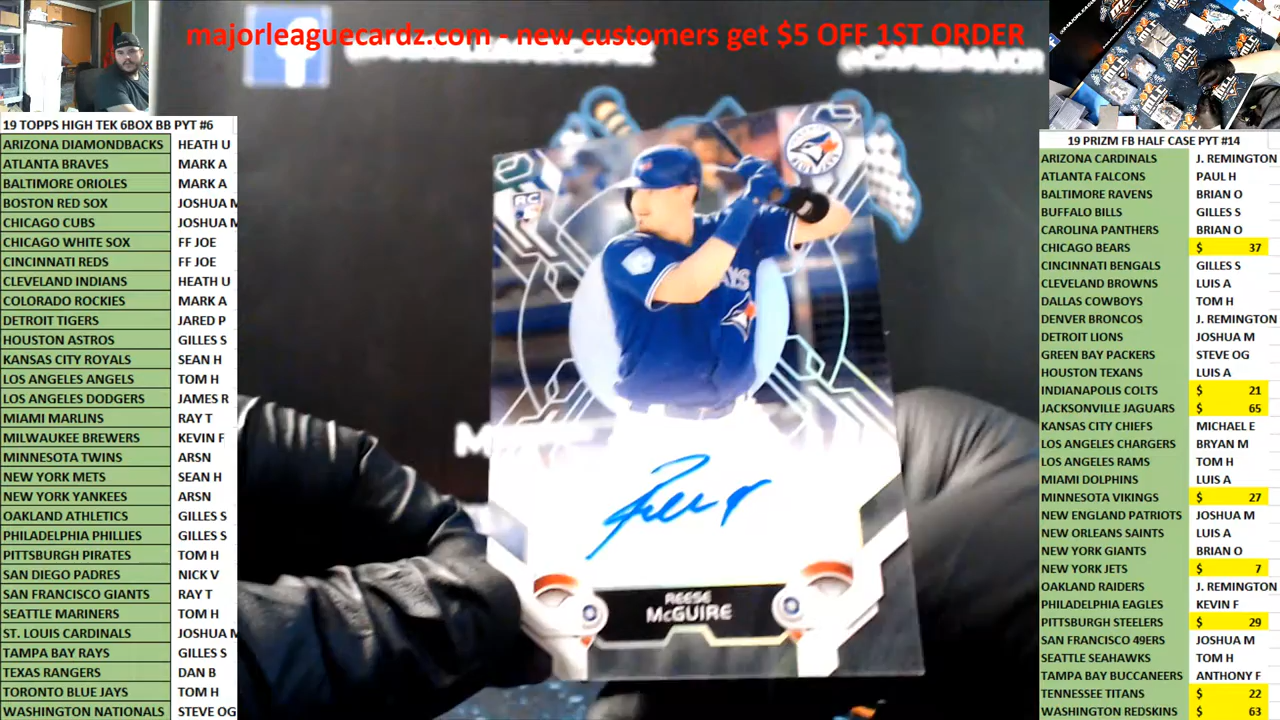 majorleaguecardz.com - new customers get $5 OFF 1ST ORDER
19 TOPPS HIGH TEK 6BOX BB PYT #6
ARIZONA DIAMONDBACKS HEATH U
ATLANTA BRAVES MARK A
BALTIMORE ORIOLES MARK A
BOSTON RED SOX JOSHUA M
CHICAGO CUBS JOSHUA M
CHICAGO WHITE SOX FF JOE
CINCINNATI REDS FF JOE
CLEVELAND INDIANS HEATH U
COLORADO ROCKIES MARK A
DETROIT TIGERS JARED P
HOUSTON ASTROS GILLES S
KANSAS CITY ROYALS SEAN H
LOS ANGELES ANGELS TOM H
LOS ANGELES DODGERS JAMES R
MIAMI MARLINS RAY T
MILWAUKEE BREWERS KEVIN F
MINNESOTA TWINS ARSN
NEW YORK METS SEAN H
NEW YORK YANKEES ARSN
OAKLAND ATHLETICS GILLES S
PHILADELPHIA PHILLIES GILLES S
PITTSBURGH PIRATES TOM H
SAN DIEGO PADRES NICK V
SAN FRANCISCO GIANTS RAY T
SEATTLE MARINERS TOM H
ST. LOUIS CARDINALS JOSHUA M
TAMPA BAY RAYS GILLES S
TEXAS RANGERS DAN B
TORONTO BLUE JAYS TOM H
WASHINGTON NATIONALS STEVE OG
RC
REESE
McGUIRE
19 PRIZM FB HALF CASE PYT #14
ARIZONA CARDINALS J. REMINGTON
ATLANTA FALCONS PAUL H
BALTIMORE RAVENS BRIAN O
BUFFALO BILLS GILLES S
CAROLINA PANTHERS BRIAN O
CHICAGO BEARS $ 37
CINCINNATI BENGALS GILLES S
CLEVELAND BROWNS LUIS A
DALLAS COWBOYS TOM H
DENVER BRONCOS J. REMINGTON
DETROIT LIONS JOSHUA M
GREEN BAY PACKERS STEVE OG
HOUSTON TEXANS LUIS A
INDIANAPOLIS COLTS $ 21
JACKSONVILLE JAGUARS $ 65
KANSAS CITY CHIEFS MICHAEL E
LOS ANGELES CHARGERS BRYAN M
LOS ANGELES RAMS TOM H
MIAMI DOLPHINS LUIS A
MINNESOTA VIKINGS $ 27
NEW ENGLAND PATRIOTS JOSHUA M
NEW ORLEANS SAINTS LUIS A
NEW YORK GIANTS BRIAN O
NEW YORK JETS $ 7
OAKLAND RAIDERS J. REMINGTON
PHILADELPHIA EAGLES KEVIN F
PITTSBURGH STEELERS $ 29
SAN FRANCISCO 49ERS JOSHUA M
SEATTLE SEAHAWKS TOM H
TAMPA BAY BUCCANEERS ANTHONY F
TENNESSEE TITANS $ 22
WASHINGTON REDSKINS $ 63